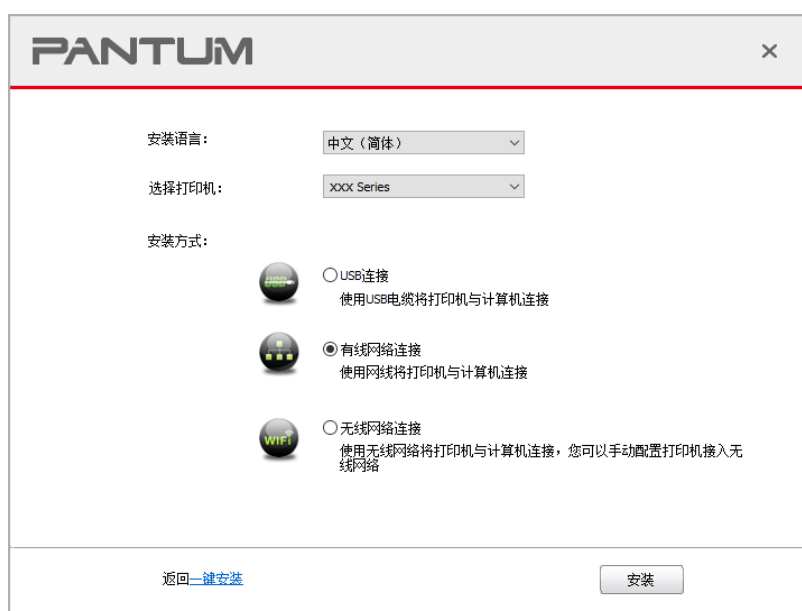 PANTUM
安装语言：
中文（简体）
选择打印机：
xxx Series
安装方式：
USB
USB连接
使用USB电缆将打印机与计算机连接
有线网络连接
使用网线将打印机与计算机连接
WiFi
无线网络连接
使用无线网络将打印机与计算机连接，您可以手动配置打印机接入无
线网络
返回一键安装
安装